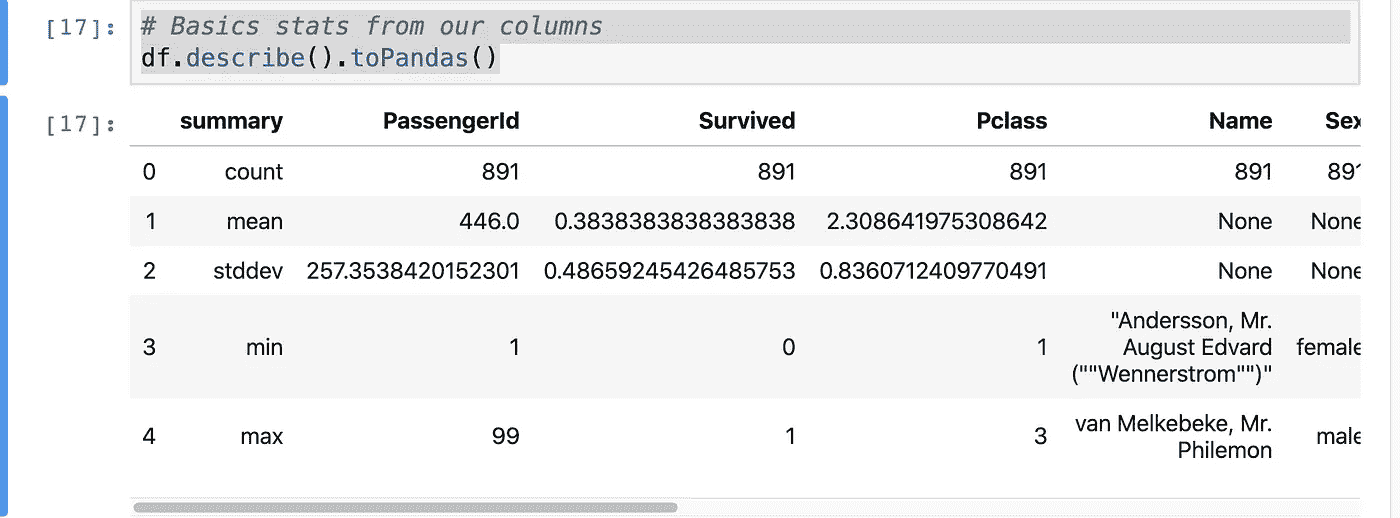 [17]: # Basics stats from our columns
df.describe().toPandas()
[17]: summary PassengerId Survived Pclass Name Sex
0 count 891 891 891 891 891
1 mean 446.0 0.3838383838383838 2.308641975308642 None None
2 stddev 257.3538420152301 0.48659245426485753 0.8360712409770491 None None
"Andersson, Mr.
3 min 1 0 1 August Edvard female
(""Wennerstrom"")"
4 max 99 1 3 van Melkebeke, Mr. male
Philemon